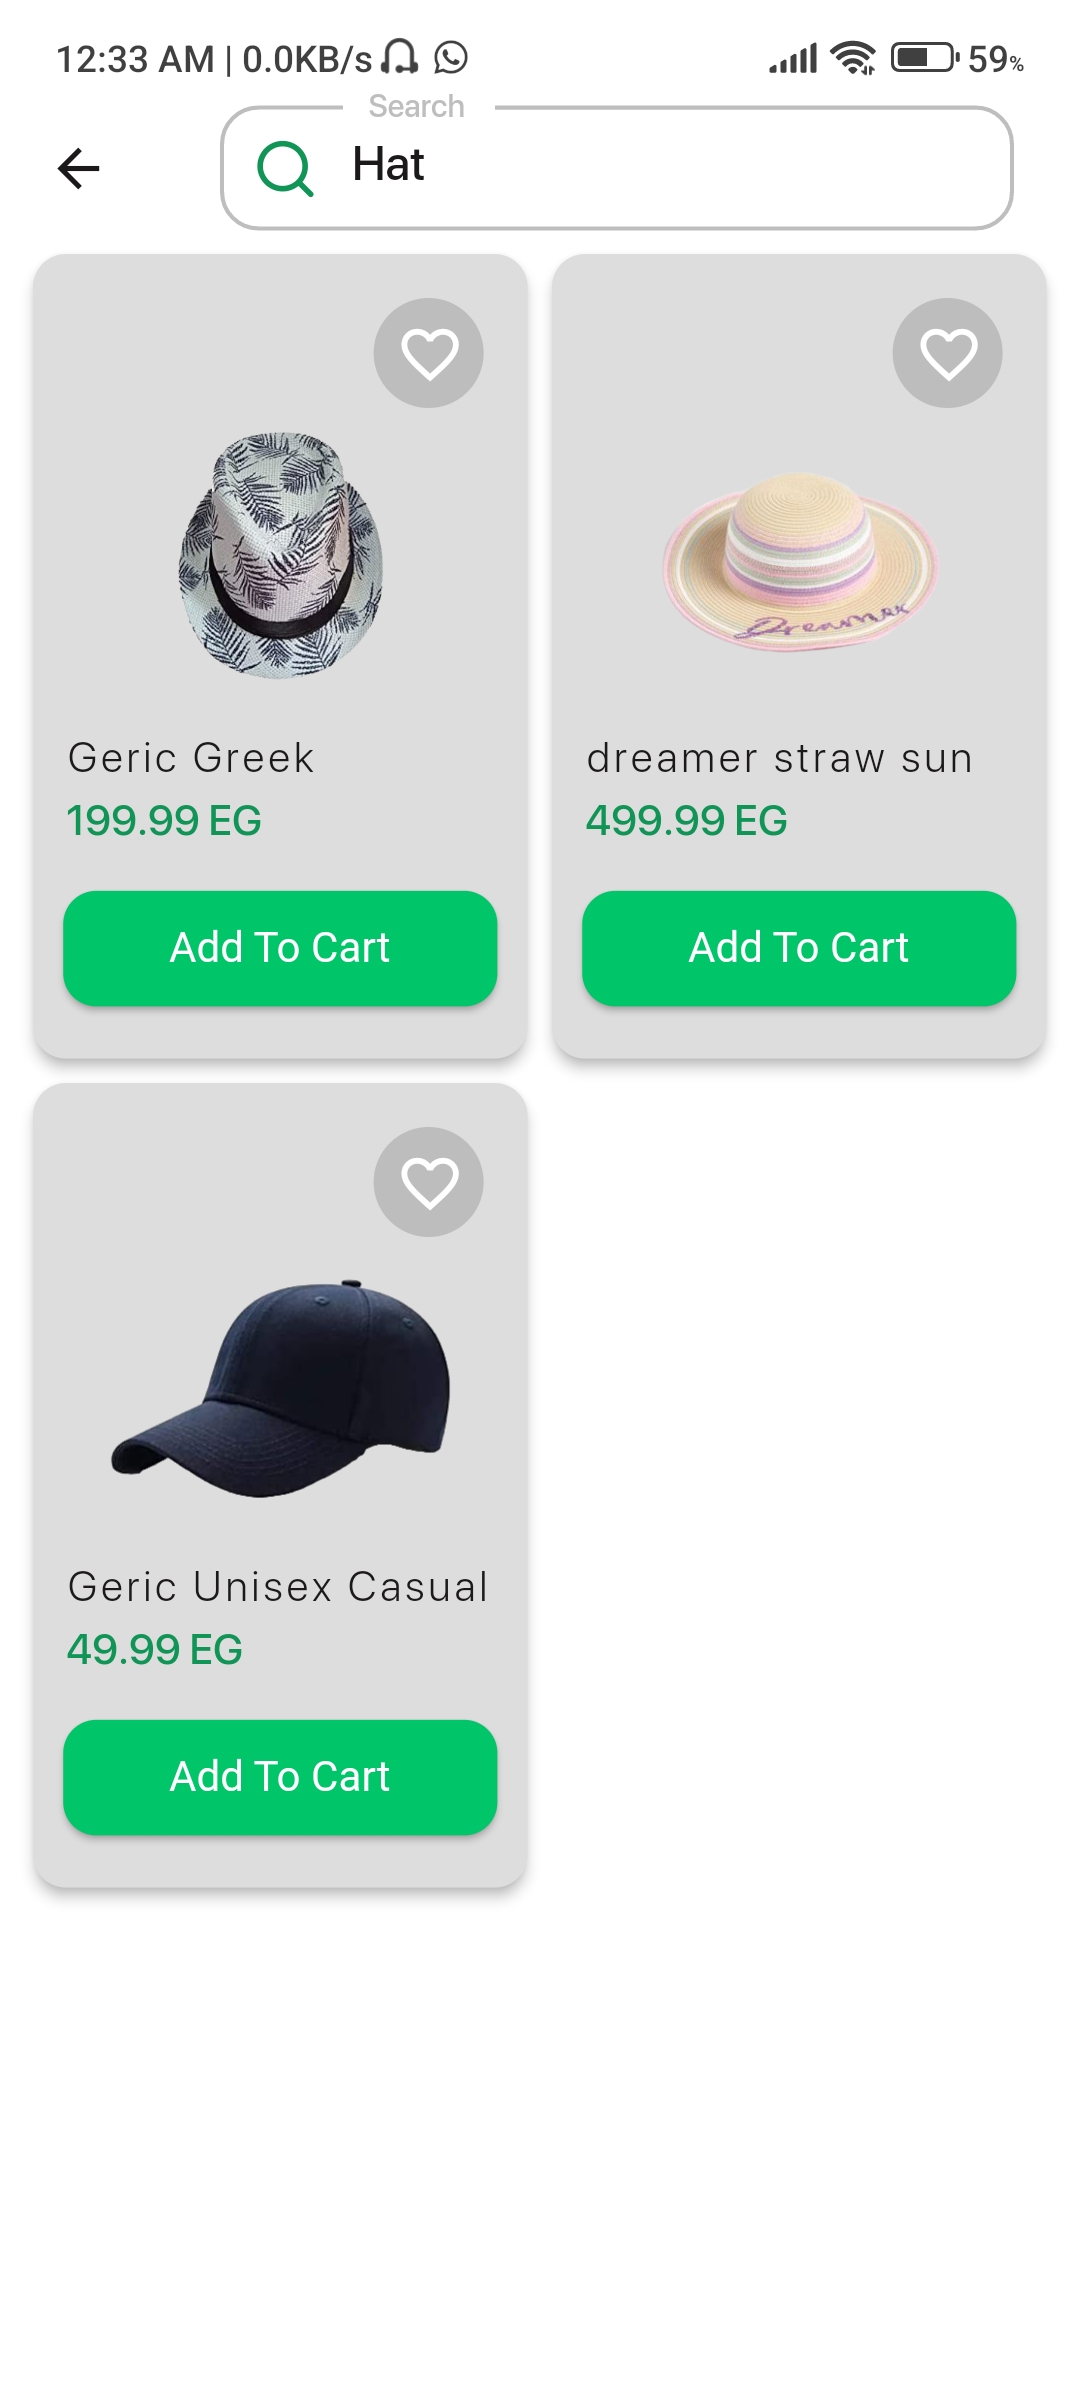 12:33 AM | 0.0KB/s
59%
Search
Hat
Dreamer
Geric Greek
199.99 EG
Add To Cart
dreamer straw sun
499.99 EG
Add To Cart
Geric Unisex Casual
49.99 EG
Add To Cart